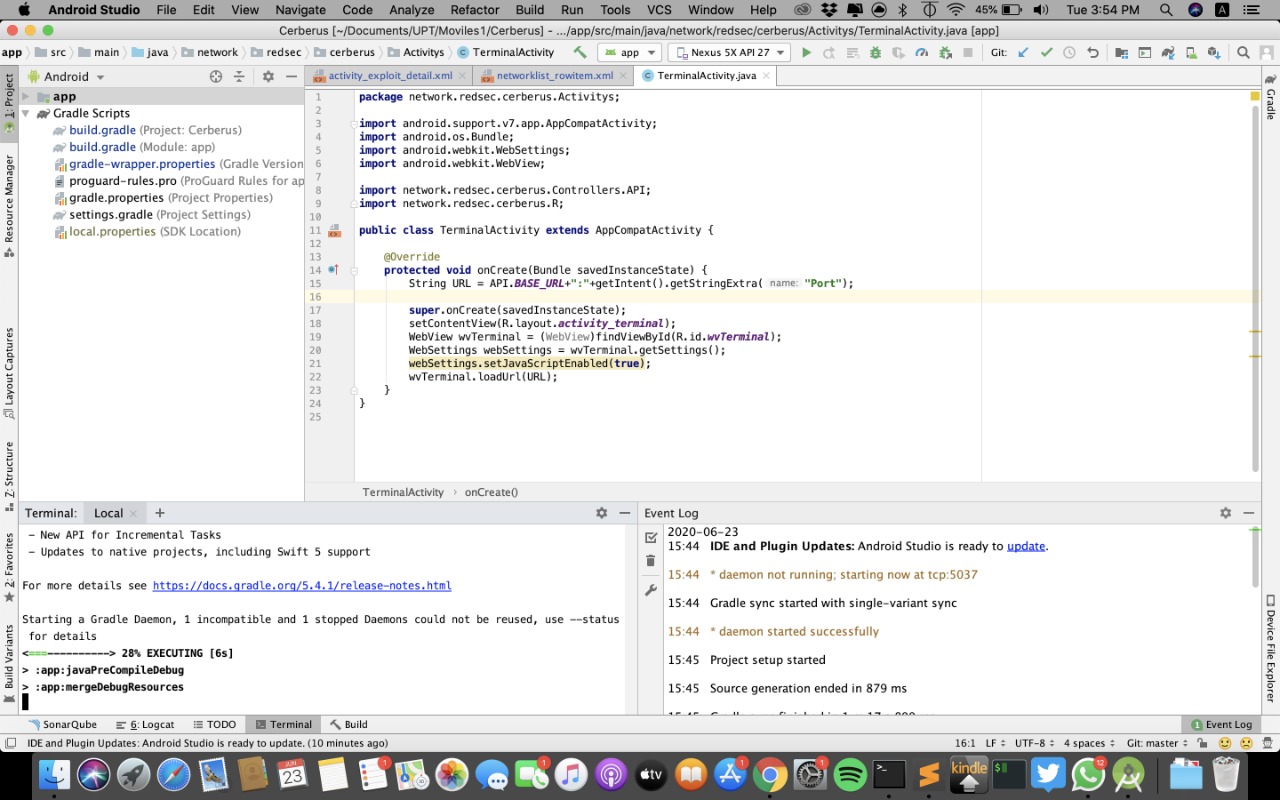 Android Studio File Edit View Navigate Code Analyze Refactor Build Run Tools VCS Window Help 45% Tue 3:54 PM
Cerberus [~/Documents/UPT/Moviles1/Cerberus] - .../app/src/main/java/network/redsec/cerberus/Activitys/TerminalActivity.java [app]
app src main java network redsec cerberus Activitys TerminalActivity app Nexus 5X API 27 Git:
Android
activity_exploit_detail.xml networklist_rowitem.xml TerminalActivity.java
1: Project
Resource Manager
Layout Captures
Z: Structure
2: Favorites
Build Variants
app
Gradle Scripts
build.gradle (Project: Cerberus)
build.gradle (Module: app)
gradle-wrapper.properties (Gradle Version
proguard-rules.pro (ProGuard Rules for ap
gradle.properties (Project Properties)
settings.gradle (Project Settings)
local.properties (SDK Location)
1 package network.redsec.cerberus.Activitys;
2
3 import android.support.v7.app.AppCompatActivity;
4 import android.os.Bundle;
5 import android.webkit.WebSettings;
6 import android.webkit.WebView;
7
8 import network.redsec.cerberus.Controllers.API;
9 import network.redsec.cerberus.R;
10
11 public class TerminalActivity extends AppCompatActivity {
12
13 @Override
14 protected void onCreate(Bundle savedInstanceState) {
15 String URL = API.BASE_URL+":"+getIntent().getStringExtra( name: "Port");
16
17 super.onCreate(savedInstanceState);
18 setContentView(R.layout.activity_terminal);
19 WebView wvTerminal = (WebView)findViewById(R.id.wvTerminal);
20 WebSettings webSettings = wvTerminal.getSettings();
21 webSettings.setJavaScriptEnabled(true);
22 wvTerminal.loadUrl(URL);
23 }
24 }
25
TerminalActivity › onCreate()
Gradle
Device File Explorer
Terminal: Local +
- New API for Incremental Tasks
- Updates to native projects, including Swift 5 support
For more details see https://docs.gradle.org/5.4.1/release-notes.html
Starting a Gradle Daemon, 1 incompatible and 1 stopped Daemons could not be reused, use --status
for details
<===----------> 28% EXECUTING [6s]
> :app:javaPreCompileDebug
> :app:mergeDebugResources
Event Log
2020-06-23
15:44 IDE and Plugin Updates: Android Studio is ready to update.
15:44 * daemon not running; starting now at tcp:5037
15:44 Gradle sync started with single-variant sync
15:44 * daemon started successfully
15:45 Project setup started
15:45 Source generation ended in 879 ms
SonarQube 6: Logcat TODO Terminal Build 1 Event Log
IDE and Plugin Updates: Android Studio is ready to update. (10 minutes ago) 16:1 LF UTF-8 4 spaces Git: master
JUN
23
tv
kindle
12